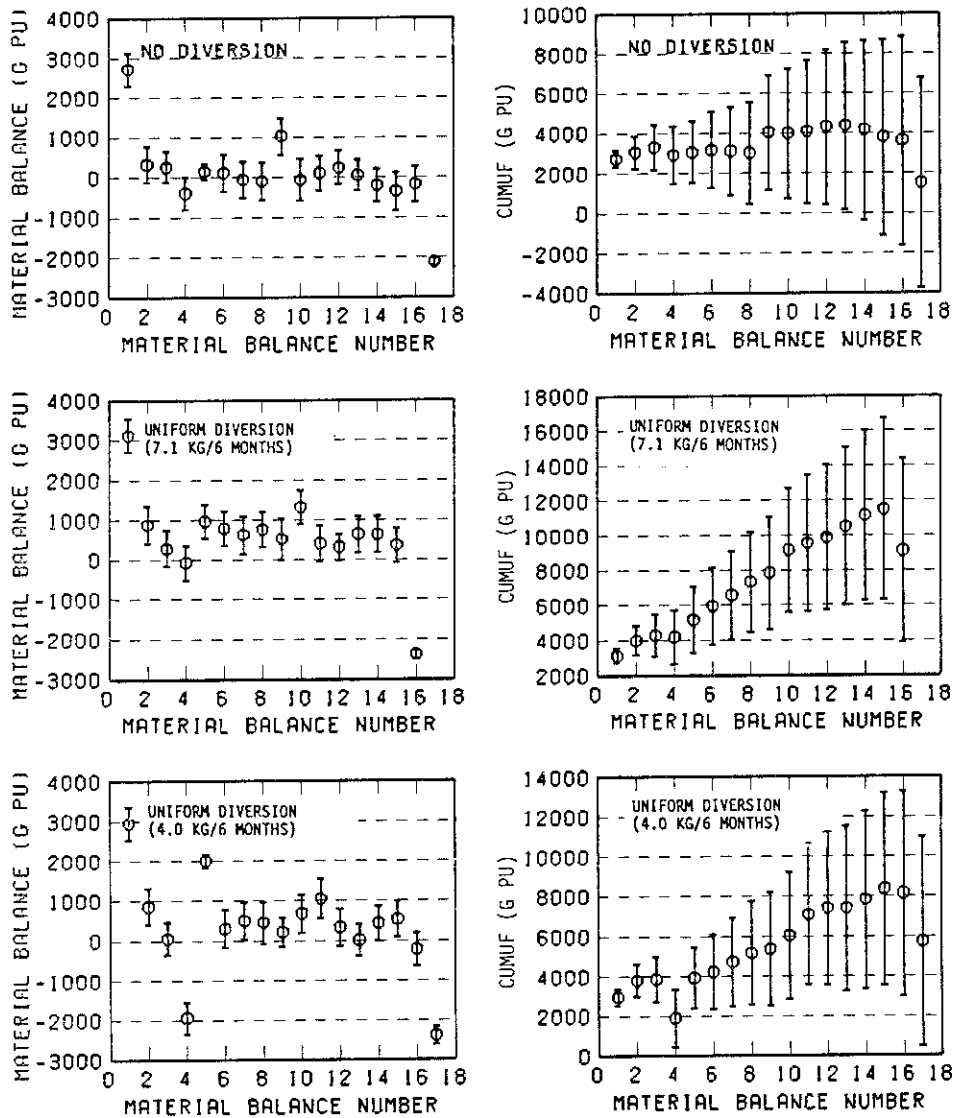 MATERIAL BALANCE (G PU)
4000
3000
2000
1000
0
-1000
-2000
-3000
NO DIVERSION
0 2 4 6 8 10 12 14 16 18
MATERIAL BALANCE NUMBER
CUMUF (G PU)
10000
8000
6000
4000
2000
0
-2000
-4000
NO DIVERSION
0 2 4 6 8 10 12 14 16 18
MATERIAL BALANCE NUMBER
MATERIAL BALANCE (G PU)
4000
3000
2000
1000
0
-1000
-2000
-3000
UNIFORM DIVERSION
(7.1 KG/6 MONTHS)
0 2 4 6 8 10 12 14 16 18
MATERIAL BALANCE NUMBER
CUMUF (G PU)
18000
16000
14000
12000
10000
8000
6000
4000
2000
UNIFORM DIVERSION
(7.1 KG/6 MONTHS)
0 2 4 6 8 10 12 14 16 18
MATERIAL BALANCE NUMBER
MATERIAL BALANCE (G PU)
4000
3000
2000
1000
0
-1000
-2000
-3000
UNIFORM DIVERSION
(4.0 KG/6 MONTHS)
0 2 4 6 8 10 12 14 16 18
MATERIAL BALANCE NUMBER
CUMUF (G PU)
14000
12000
10000
8000
6000
4000
2000
0
UNIFORM DIVERSION
(4.0 KG/6 MONTHS)
0 2 4 6 8 10 12 14 16 18
MATERIAL BALANCE NUMBER